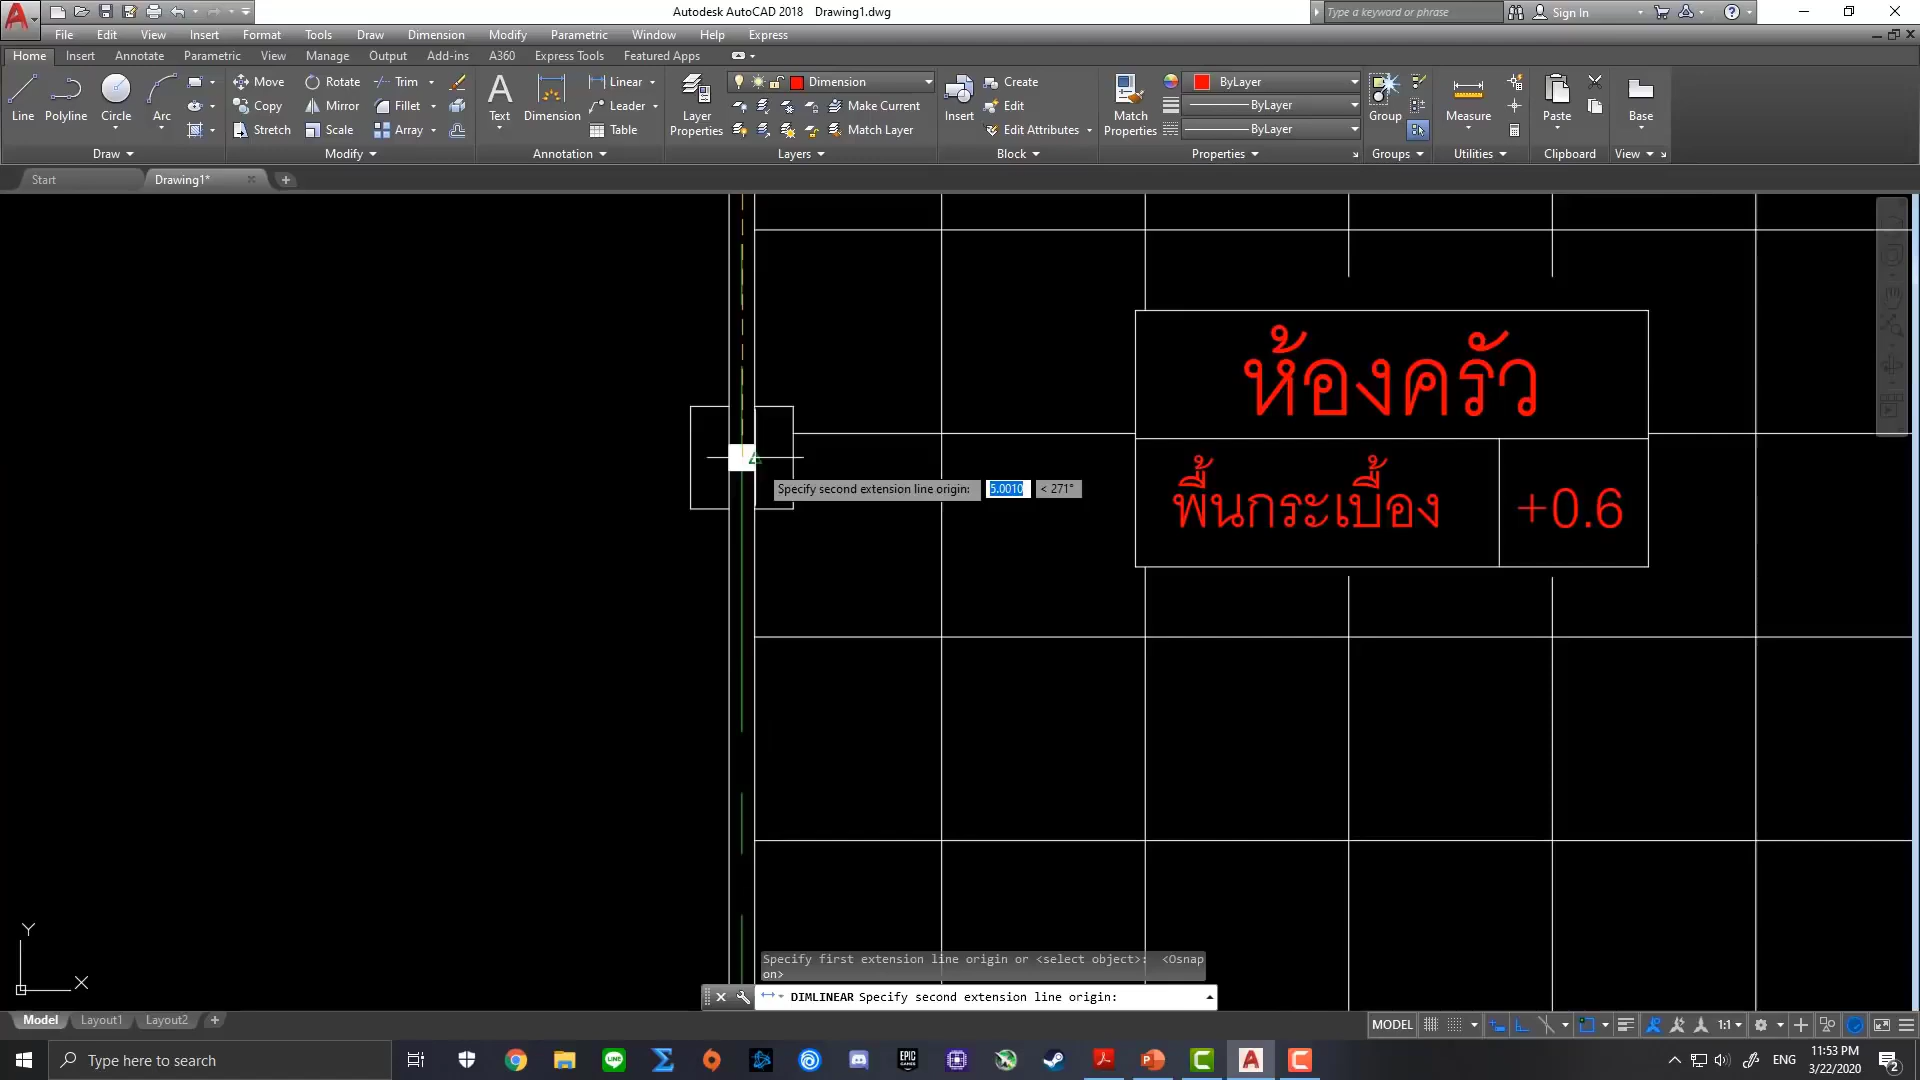 Autodesk AutoCAD 2018 Drawing1.dwg
Type a keyword or phrase
Sign In
File Edit View Insert Format Tools Draw Dimension Modify Parametric Window Help Express
Home Insert Annotate Parametric View Manage Output Add-ins A360 Express Tools Featured Apps
Line Polyline Circle Arc
Move Rotate Trim
Copy Mirror Fillet
Stretch Scale Array
Text Dimension
Linear
Leader
Table
Layer Properties
Dimension
Make Current
Match Layer
Insert
Create
Edit
Edit Attributes
Match Properties
ByLayer
ByLayer
ByLayer
Group
Measure
Paste
Base
Draw Modify Annotation Layers Block Properties Groups Utilities Clipboard View
Start Drawing1*
ห้องครัว
พื้นกระเบื้อง +0.6
Specify second extension line origin: 5.0010 < 271°
Y
X
Specify first extension line origin or <select object>: <Osnap
on>
DIMLINEAR Specify second extension line origin:
Model Layout1 Layout2
MODEL 1:1
Type here to search
ENG
11:53 PM
3/22/2020
2